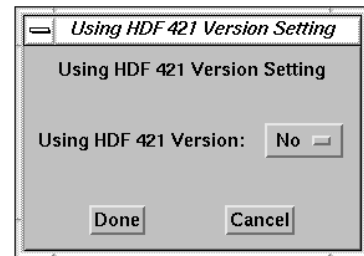 Using HDF 421 Version Setting
Using HDF 421 Version Setting
Using HDF 421 Version: No
Done Cancel